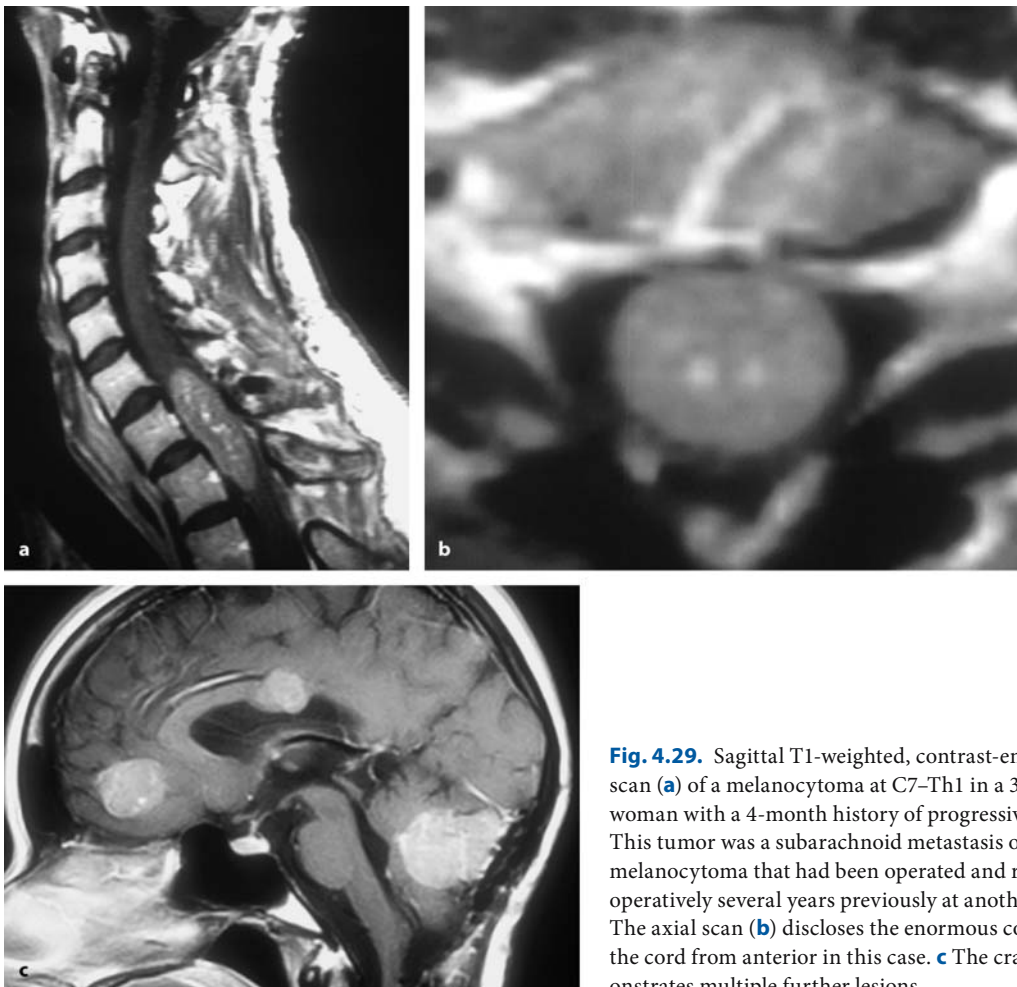 a
b
c
Fig. 4.29. Sagittal T1-weighted, contrast-en
scan (a) of a melanocytoma at C7–Th1 in a 3
woman with a 4-month history of progressiv
This tumor was a subarachnoid metastasis o
melanocytoma that had been operated and r
operatively several years previously at anoth
The axial scan (b) discloses the enormous co
the cord from anterior in this case. c The cra
onstrates multiple further lesions